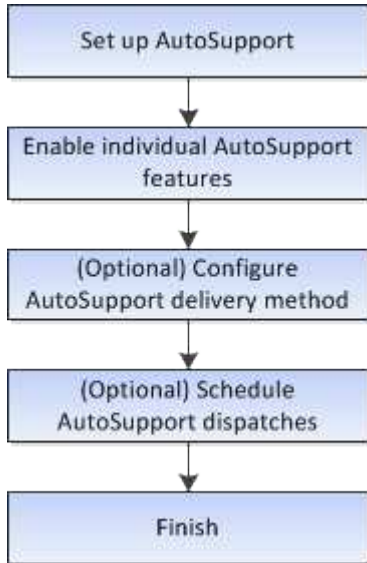 Set up AutoSupport
Enable individual AutoSupport
features
(Optional) Configure
AutoSupport delivery method
(Optional) Schedule
AutoSupport dispatches
Finish